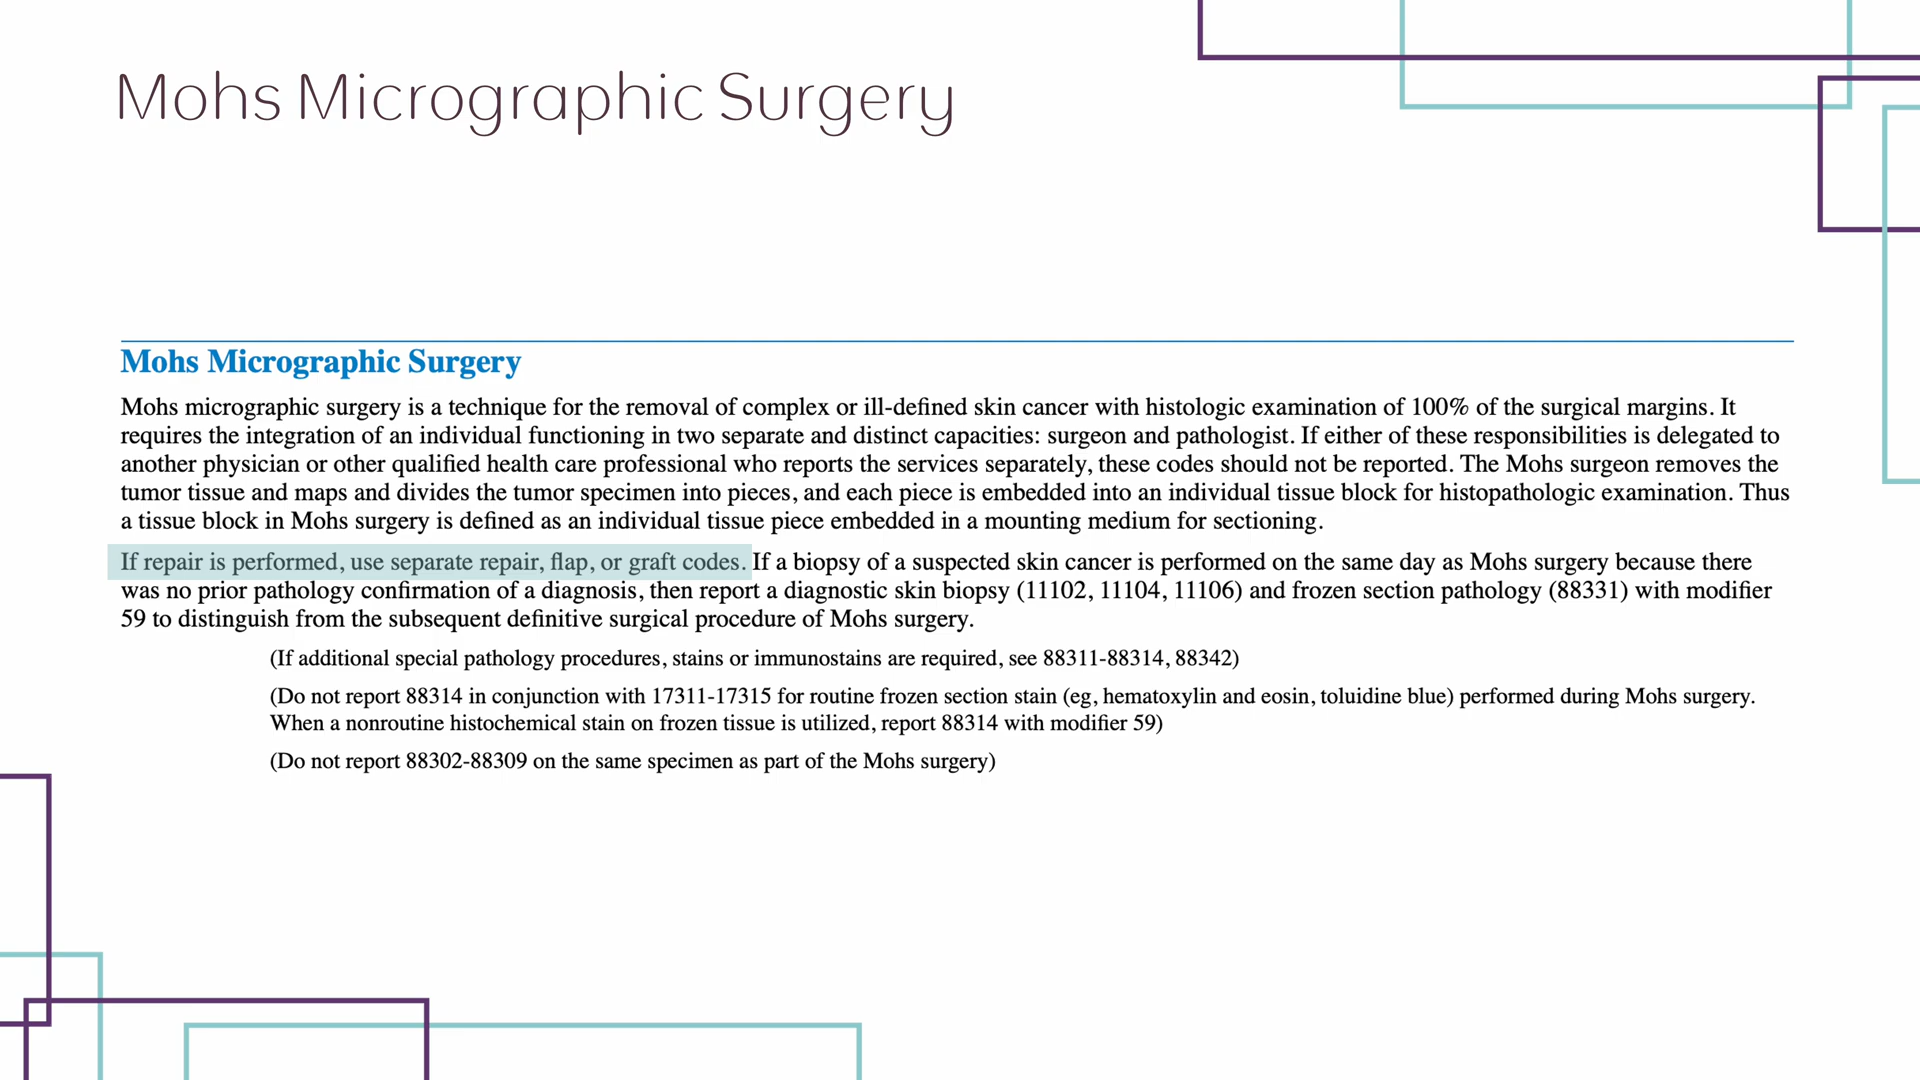 Mohs Micrographic Surgery
Mohs Micrographic Surgery
Mohs micrographic surgery is a technique for the removal of complex or ill-defined skin cancer with histologic examination of 100% of the surgical margins. It
requires the integration of an individual functioning in two separate and distinct capacities: surgeon and pathologist. If either of these responsibilities is delegated to
another physician or other qualified health care professional who reports the services separately, these codes should not be reported. The Mohs surgeon removes the
tumor tissue and maps and divides the tumor specimen into pieces, and each piece is embedded into an individual tissue block for histopathologic examination. Thus
a tissue block in Mohs surgery is defined as an individual tissue piece embedded in a mounting medium for sectioning.
If repair is performed, use separate repair, flap, or graft codes. If a biopsy of a suspected skin cancer is performed on the same day as Mohs surgery because there
was no prior pathology confirmation of a diagnosis, then report a diagnostic skin biopsy (11102, 11104, 11106) and frozen section pathology (88331) with modifier
59 to distinguish from the subsequent definitive surgical procedure of Mohs surgery.
(If additional special pathology procedures, stains or immunostains are required, see 88311-88314, 88342)
(Do not report 88314 in conjunction with 17311-17315 for routine frozen section stain (eg, hematoxylin and eosin, toluidine blue) performed during Mohs surgery.
When a nonroutine histochemical stain on frozen tissue is utilized, report 88314 with modifier 59)
(Do not report 88302-88309 on the same specimen as part of the Mohs surgery)